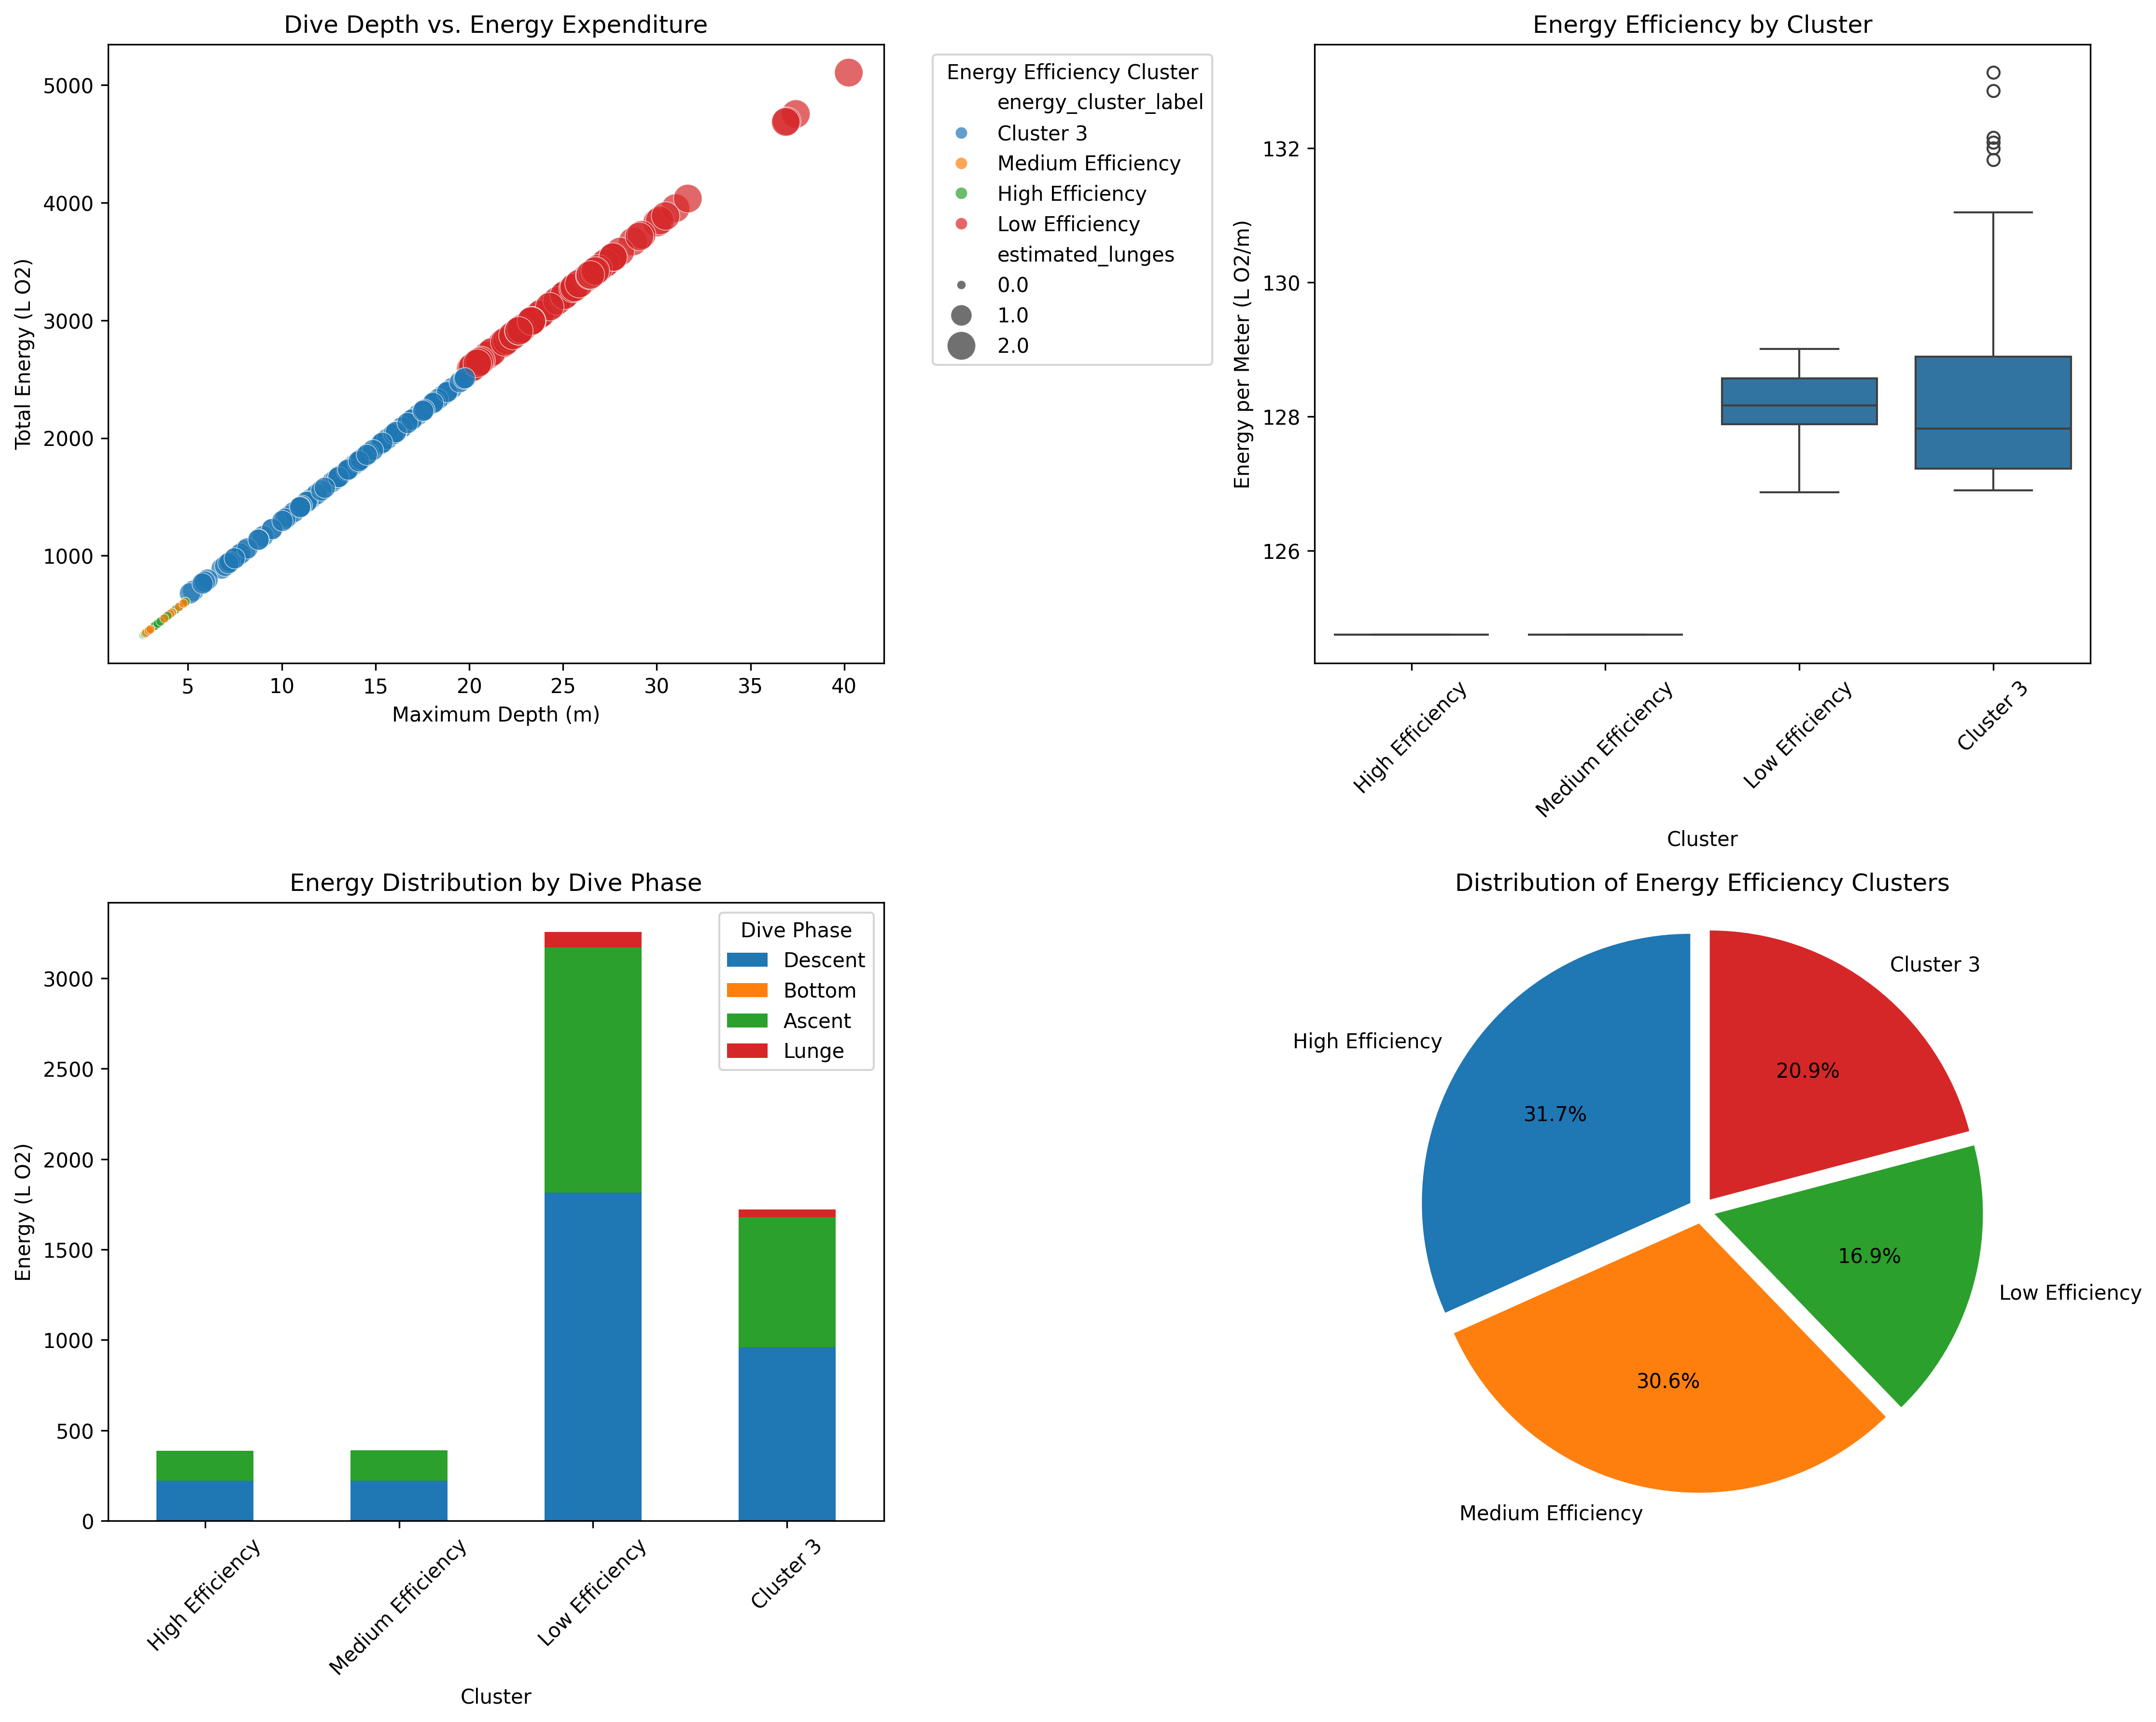 Dive Depth vs. Energy Expenditure
Total Energy (L O2)
5000
4000
3000
2000
1000
5
10
15
20
25
30
35
40
Maximum Depth (m)
Energy Efficiency Cluster
energy_cluster_label
Cluster 3
Medium Efficiency
High Efficiency
Low Efficiency
estimated_lunges
0.0
1.0
2.0
Energy Efficiency by Cluster
Energy per Meter (L O2/m)
132
130
128
126
High Efficiency
Medium Efficiency
Low Efficiency
Cluster 3
Cluster
Energy Distribution by Dive Phase
Energy (L O2)
3000
2500
2000
1500
1000
500
0
Dive Phase
Descent
Bottom
Ascent
Lunge
High Efficiency
Medium Efficiency
Low Efficiency
Cluster 3
Cluster
Distribution of Energy Efficiency Clusters
Cluster 3
20.9%
High Efficiency
31.7%
16.9%
Low Efficiency
30.6%
Medium Efficiency